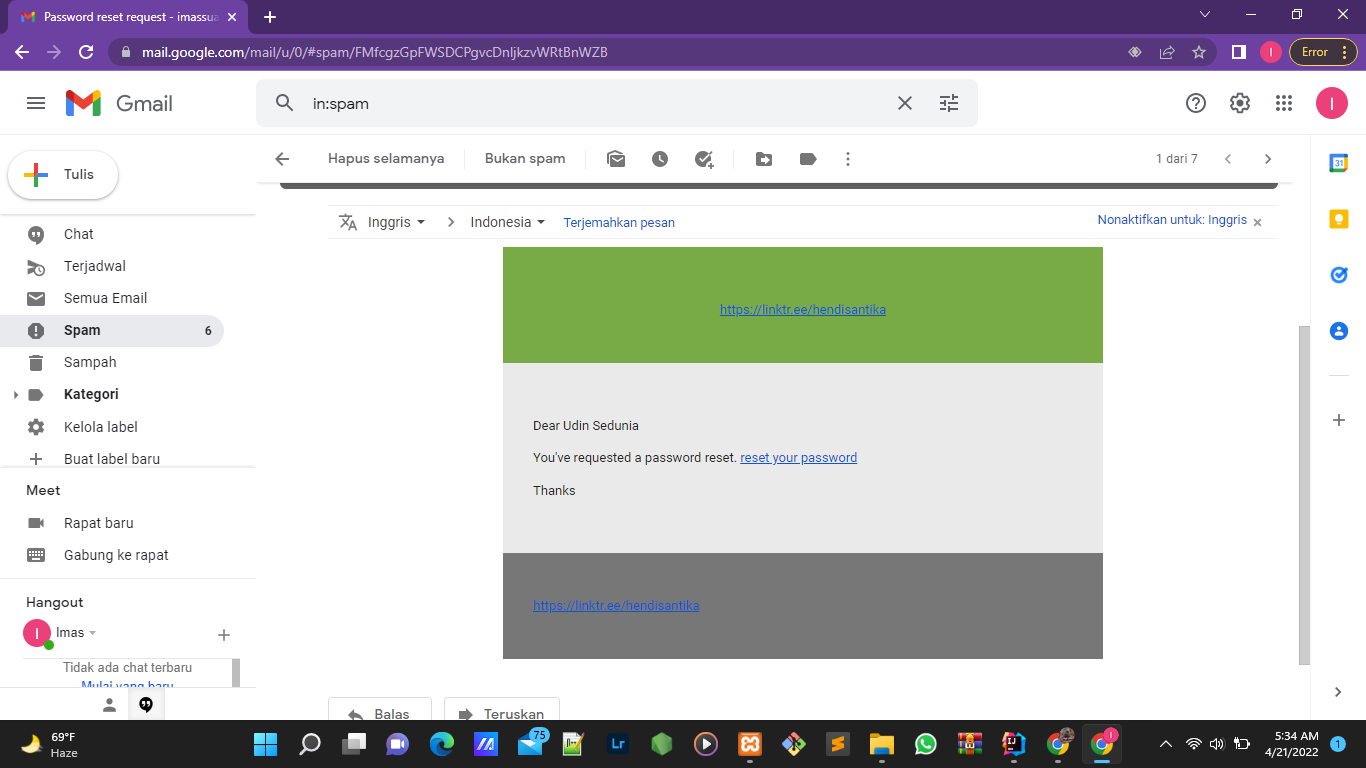 Password reset request - imassua
mail.google.com/mail/u/0/#spam/FMfcgzGpFWSDCPgvcDnljkzvWRtBnWZB
I
Error
Gmail
in:spam
I
Tulis
Hapus selamanya
Bukan spam
1 dari 7
31
Chat
Terjadwal
Semua Email
Spam
6
Sampah
Kategori
Kelola label
Buat label baru
Meet
Rapat baru
Gabung ke rapat
Hangout
I
Imas
Tidak ada chat terbaru
Mulai yang baru
Inggris
Indonesia
Terjemahkan pesan
Nonaktifkan untuk: Inggris
https://linktr.ee/hendisantika
Dear Udin Sedunia
You've requested a password reset. reset your password
Thanks
https://linktr.ee/hendisantika
Balas
Teruskan
69°F
Haze
75
Lr
IJ
I
5:34 AM
4/21/2022
1